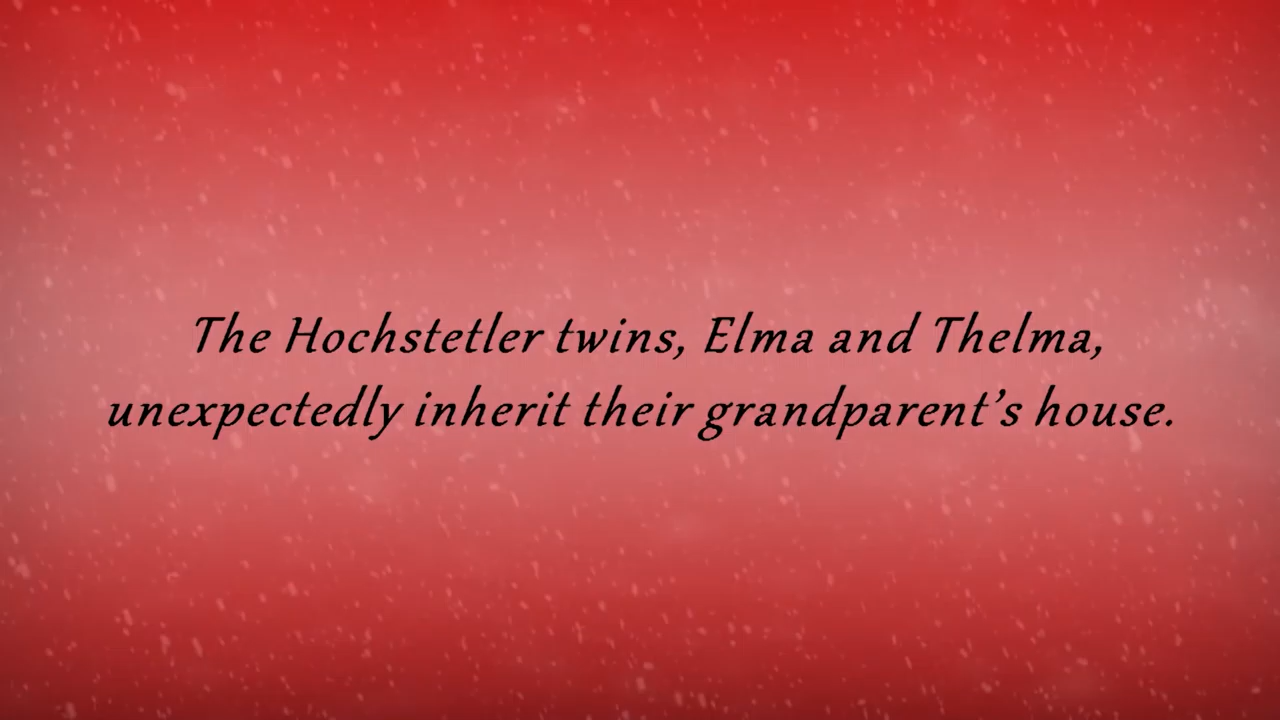 The Hochstetler twins, Elma and Thelma,
unexpectedly inherit their grandparent’s house.